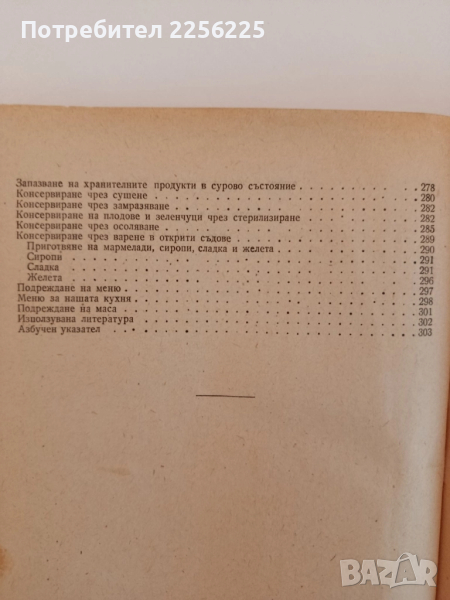 Потребител 2256225
Запазване на хранителните продукти в сурово състояние . . . . . . . . . . 278
Консервиране чрез сушене . . . . . . . . . . 280
Консервиране чрез замразяване . . . . . . . . . . 282
Консервиране на плодове и зеленчуци чрез стерилизиране . . . . . . . . . . 282
Консервиране чрез осоляване . . . . . . . . . . 285
Консервиране чрез варене в открити съдове . . . . . . . . . . 289
Приготвяне на мармелади, сиропи, сладка и желета . . . . . . . . . . 290
Сиропи . . . . . . . . . . 291
Сладка . . . . . . . . . . 291
Желета . . . . . . . . . . 296
Подреждане на меню . . . . . . . . . . 297
Меню за нашата кухня . . . . . . . . . . 298
Подреждане на маса . . . . . . . . . . 301
Използувана литература . . . . . . . . . . 302
Азбучен указател . . . . . . . . . . 303
BAZAR